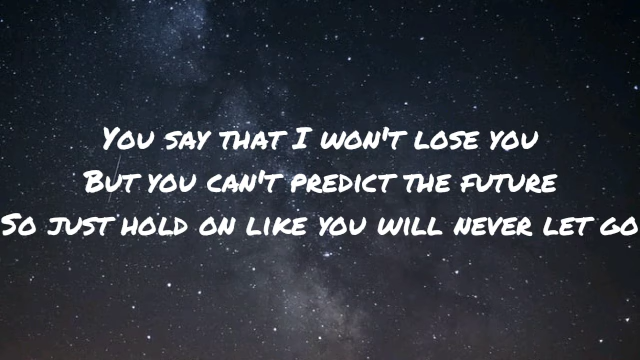 You say that I won't lose you
But you can't predict the future
So just hold on like you will never let go